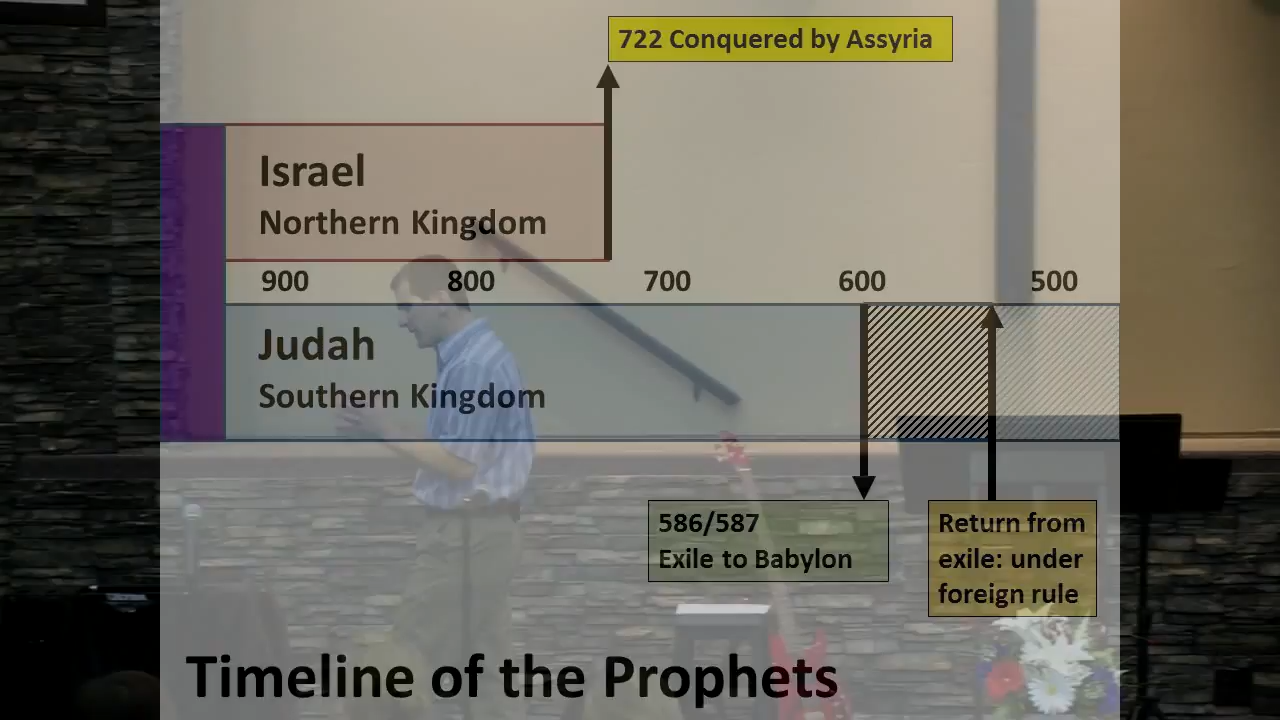 722 Conquered by Assyria
Israel
Northern Kingdom
900 800 700 600 500
Judah
Southern Kingdom
586/587
Exile to Babylon
Return from
exile: under
foreign rule
Timeline of the Prophets